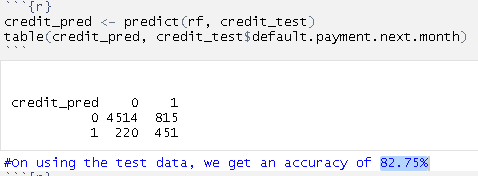 ```{r}
credit_pred <- predict(rf, credit_test)
table(credit_pred, credit_test$default.payment.next.month)
```
credit_pred 0 1
0 4514 815
1 220 451
#On using the test data, we get an accuracy of 82.75%